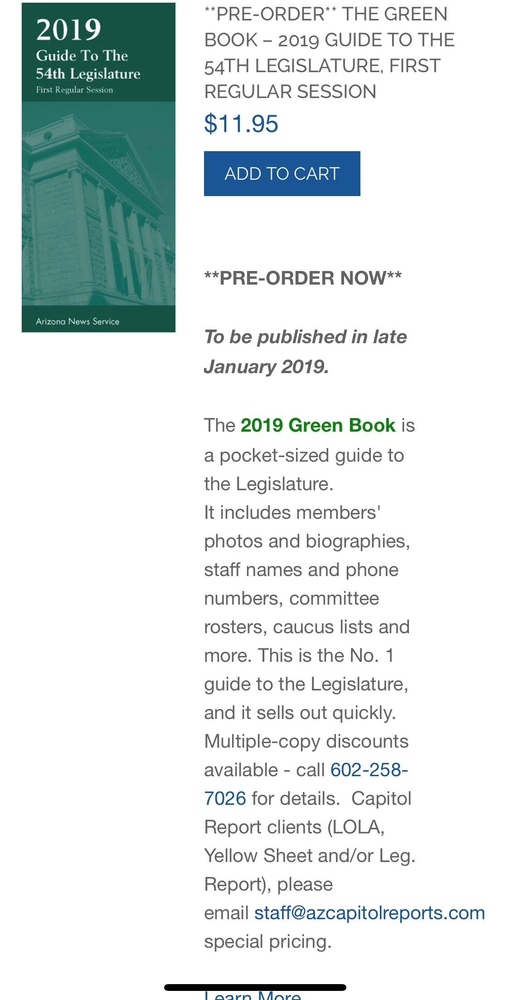 2019
Guide To The
54th Legislature
First Regular Session
Arizona News Service
**PRE-ORDER** THE GREEN
BOOK – 2019 GUIDE TO THE
54TH LEGISLATURE, FIRST
REGULAR SESSION
$11.95
ADD TO CART
**PRE-ORDER NOW**
To be published in late
January 2019.
The 2019 Green Book is
a pocket-sized guide to
the Legislature.
It includes members'
photos and biographies,
staff names and phone
numbers, committee
rosters, caucus lists and
more. This is the No. 1
guide to the Legislature,
and it sells out quickly.
Multiple-copy discounts
available - call 602-258-
7026 for details.  Capitol
Report clients (LOLA,
Yellow Sheet and/or Leg.
Report), please
email staff@azcapitolreports.com
special pricing.
Learn More